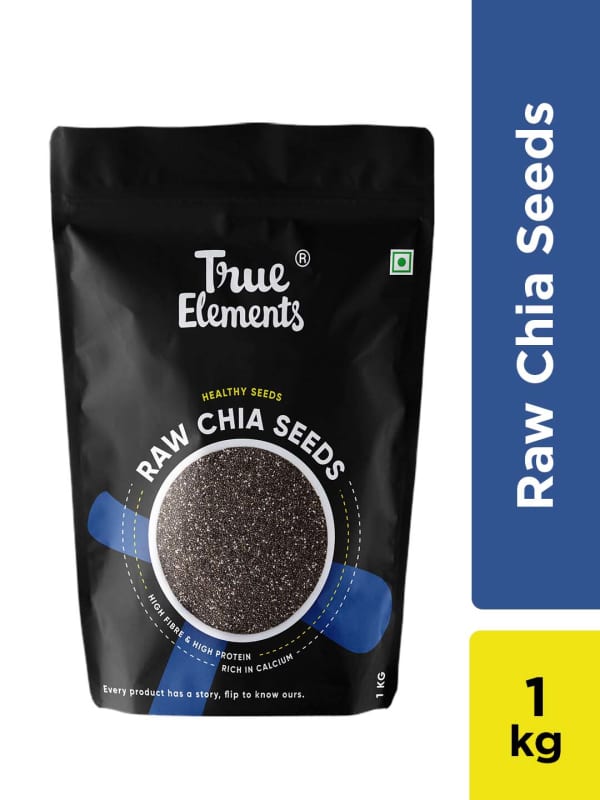 True ®
Elements
HEALTHY SEEDS
RAW CHIA SEEDS
HIGH FIBRE & HIGH PROTEIN
RICH IN CALCIUM
Every product has a story, flip to know ours.
1 KG
Raw Chia Seeds
1
kg